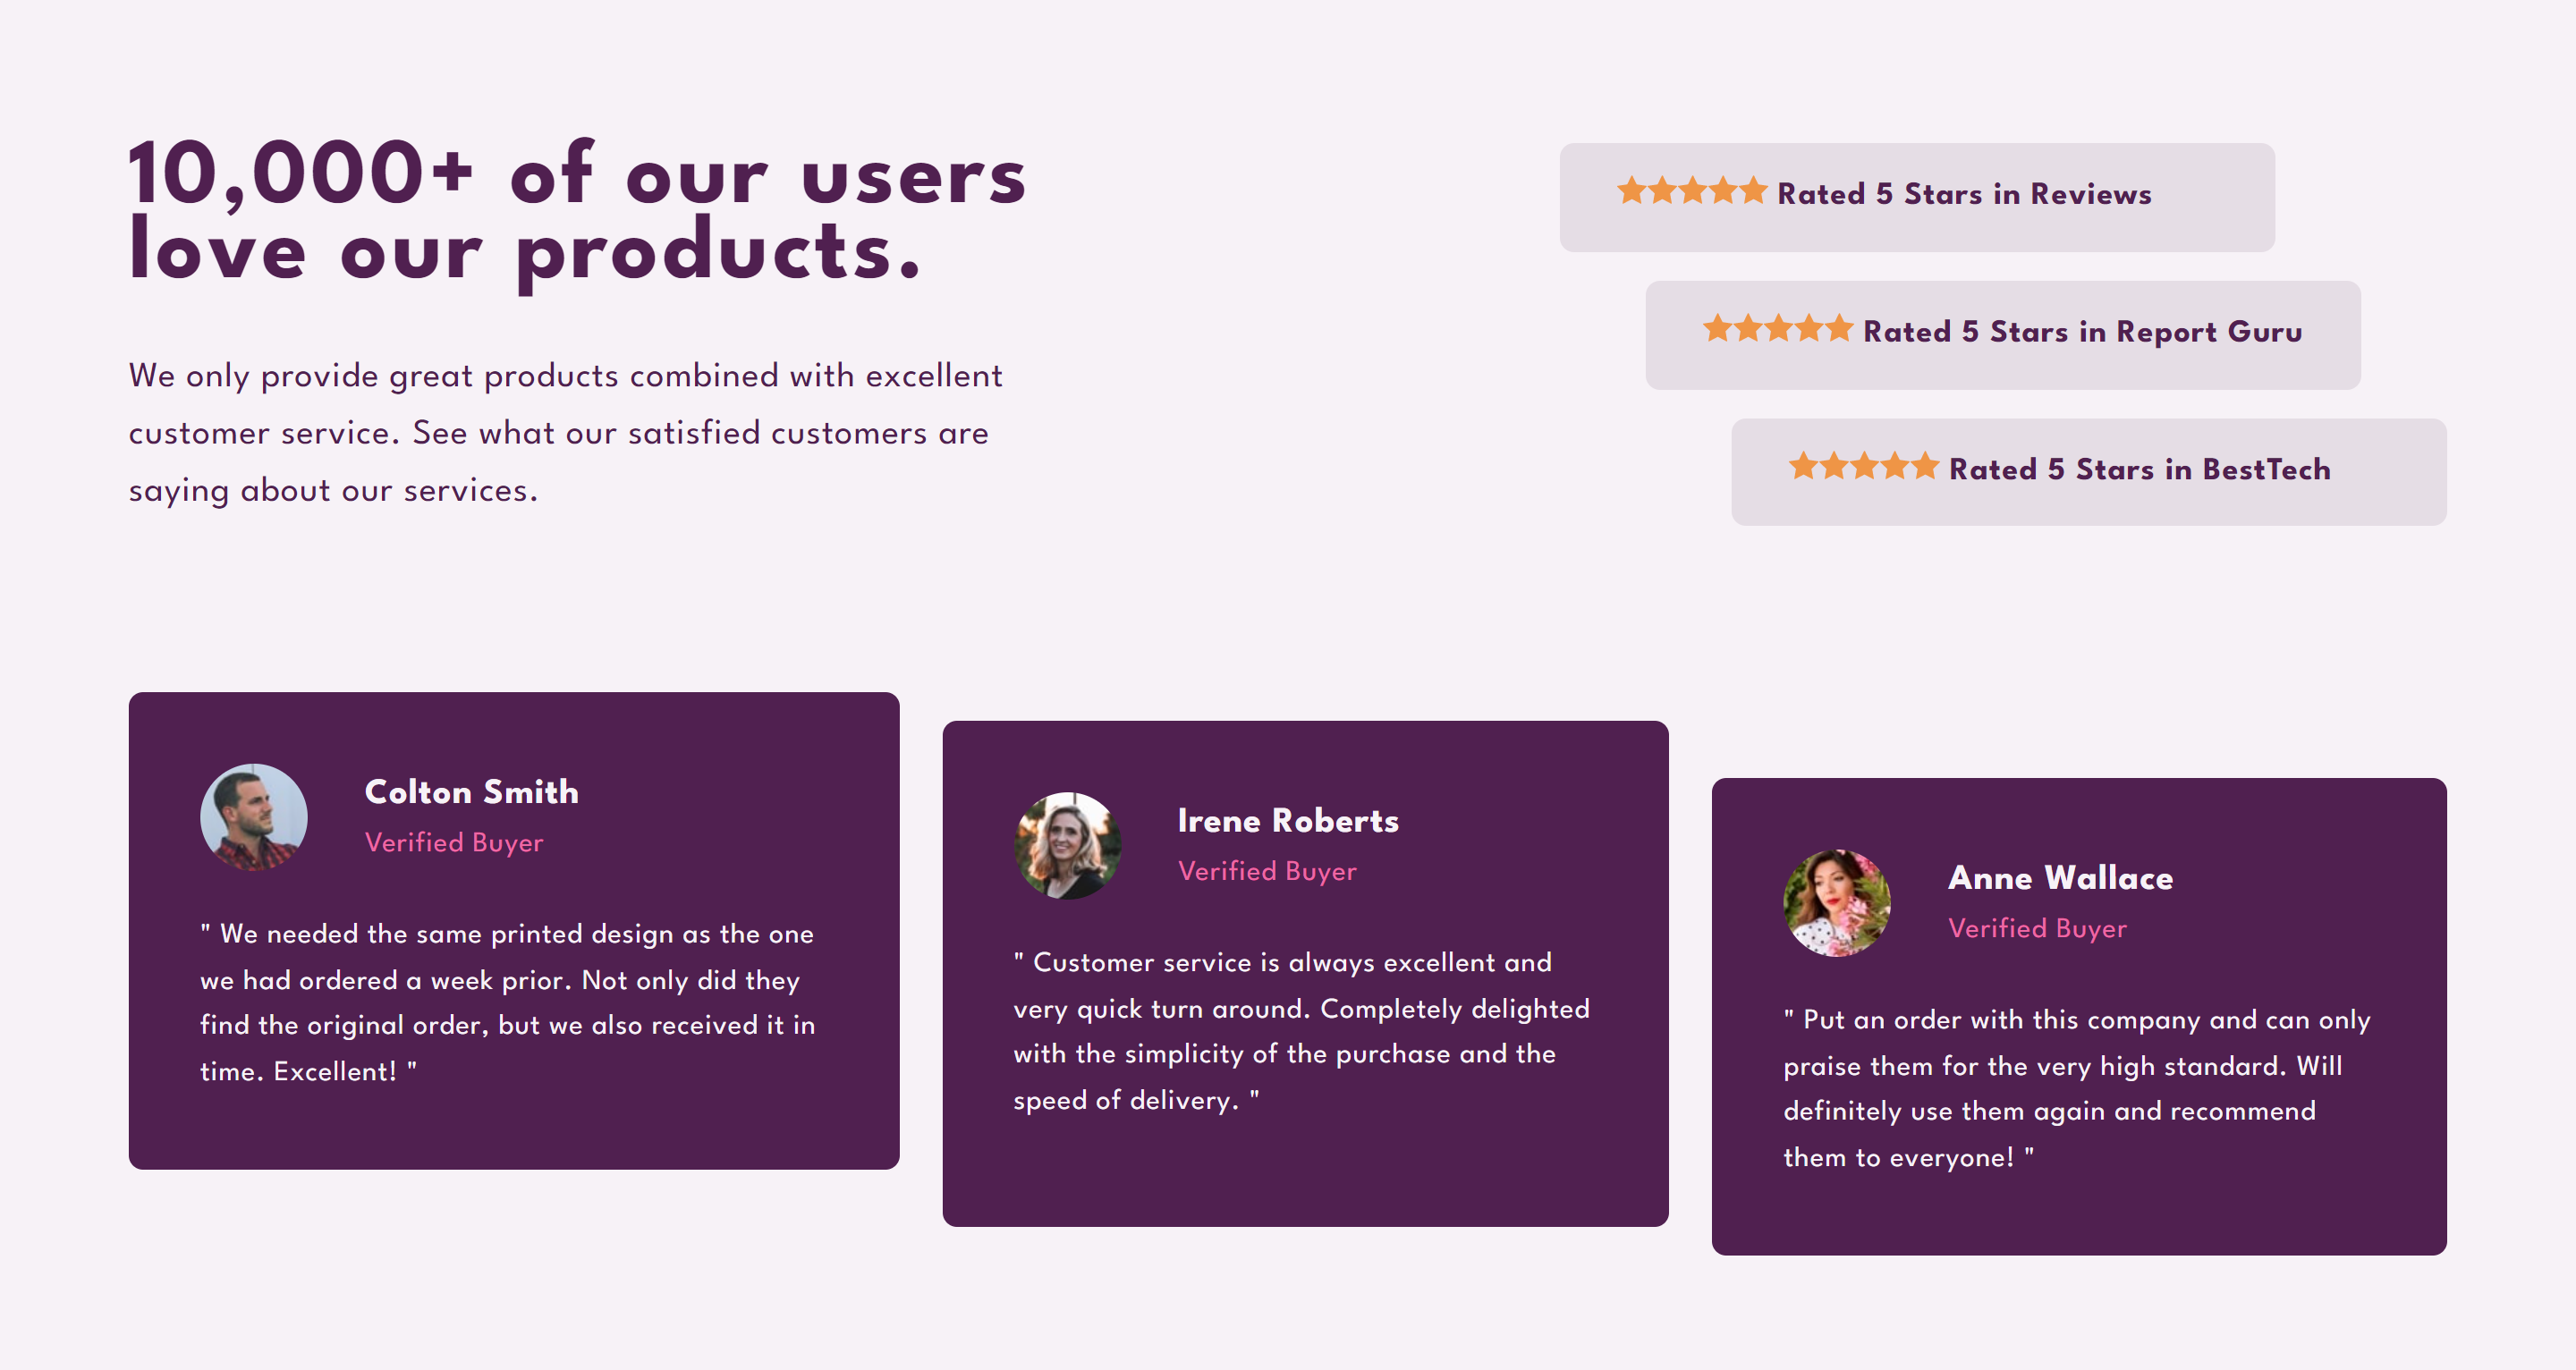 10,000+ of our users
love our products.
We only provide great products combined with excellent
customer service. See what our satisfied customers are
saying about our services.
Rated 5 Stars in Reviews
Rated 5 Stars in Report Guru
Rated 5 Stars in BestTech
Colton Smith
Verified Buyer
" We needed the same printed design as the one
we had ordered a week prior. Not only did they
find the original order, but we also received it in
time. Excellent! "
Irene Roberts
Verified Buyer
" Customer service is always excellent and
very quick turn around. Completely delighted
with the simplicity of the purchase and the
speed of delivery. "
Anne Wallace
Verified Buyer
" Put an order with this company and can only
praise them for the very high standard. Will
definitely use them again and recommend
them to everyone! "